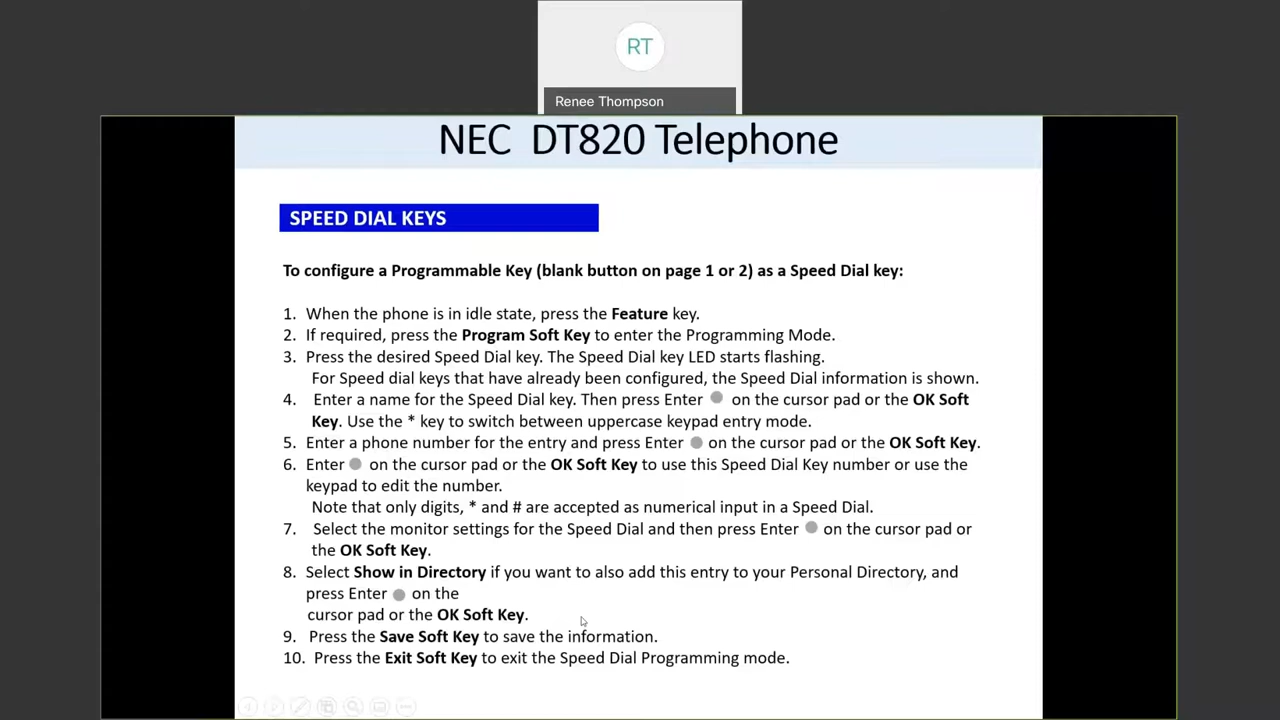 RT
Renee Thompson
NEC DT820 Telephone
SPEED DIAL KEYS
To configure a Programmable Key (blank button on page 1 or 2) as a Speed Dial key:
1. When the phone is in idle state, press the Feature key.
2. If required, press the Program Soft Key to enter the Programming Mode.
3. Press the desired Speed Dial key. The Speed Dial key LED starts flashing.
For Speed dial keys that have already been configured, the Speed Dial information is shown.
4. Enter a name for the Speed Dial key. Then press Enter on the cursor pad or the OK Soft
Key. Use the * key to switch between uppercase keypad entry mode.
5. Enter a phone number for the entry and press Enter on the cursor pad or the OK Soft Key.
6. Enter on the cursor pad or the OK Soft Key to use this Speed Dial Key number or use the
keypad to edit the number.
Note that only digits, * and # are accepted as numerical input in a Speed Dial.
7. Select the monitor settings for the Speed Dial and then press Enter on the cursor pad or
the OK Soft Key.
8. Select Show in Directory if you want to also add this entry to your Personal Directory, and
press Enter on the
cursor pad or the OK Soft Key.
9. Press the Save Soft Key to save the information.
10. Press the Exit Soft Key to exit the Speed Dial Programming mode.